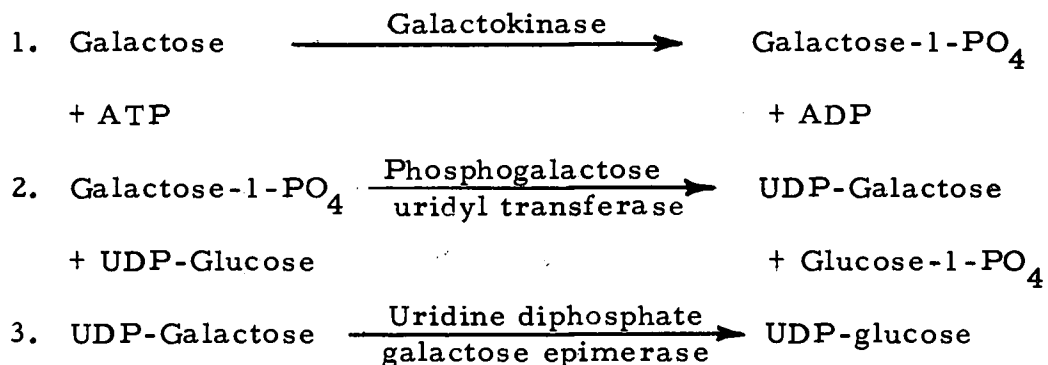 1. Galactose Galactokinase Galactose-1-PO4
+ ATP + ADP
2. Galactose-1-PO4 Phosphogalactose uridyl transferase UDP-Galactose
+ UDP-Glucose + Glucose-1-PO4
3. UDP-Galactose Uridine diphosphate galactose epimerase UDP-glucose